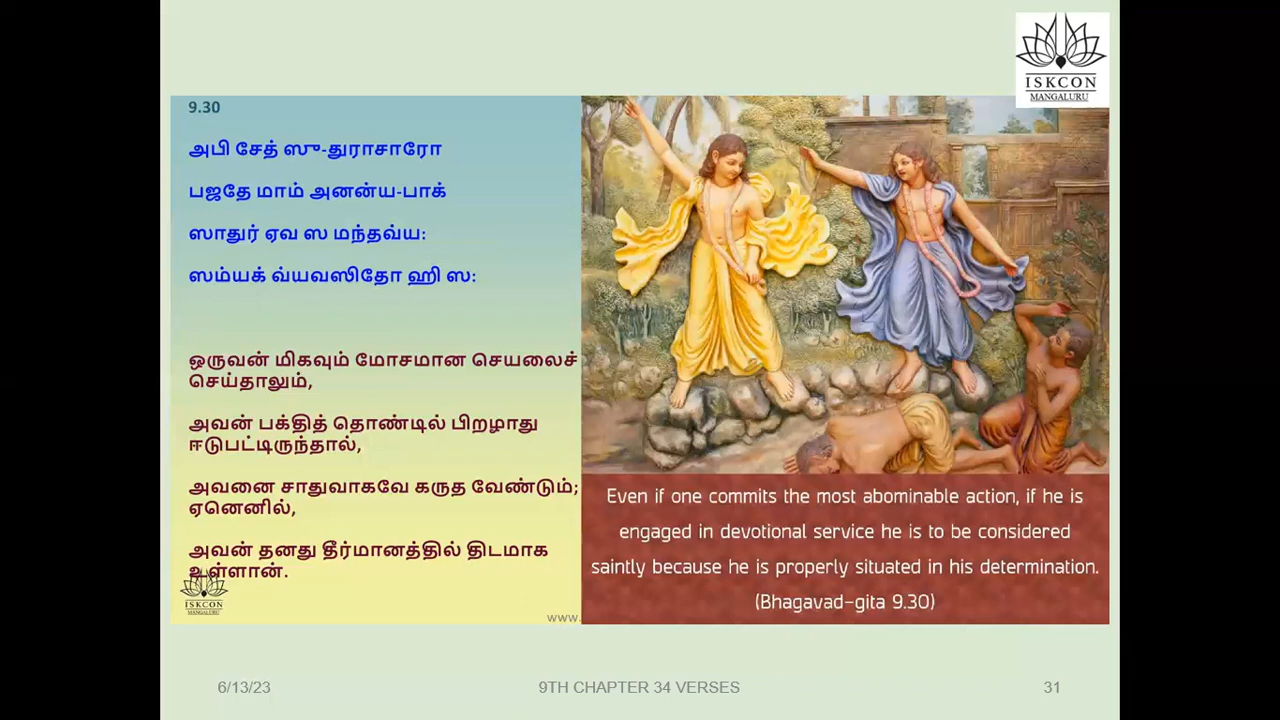 ISKCON
MANGALURU
9.30
அபி சேத் ஸு-துராசாரோ
பஜதே மாம் அனன்ய-பாக்
ஸாதுர் ஏவ ஸ மந்தவ்ய:
ஸம்யக் வ்யவஸிதோ ஹி ஸ:
ஒருவன் மிகவும் மோசமான செயலைச்
செய்தாலும்,
அவன் பக்தித் தொண்டில் பிறழாது
ஈடுபட்டிருந்தால்,
அவனை சாதுவாகவே கருத வேண்டும்;
ஏனெனில்,
அவன் தனது தீர்மானத்தில் திடமாக
உள்ளான்.
ISKCON
MANGALURU
www.
Even if one commits the most abominable action, if he is
engaged in devotional service he is to be considered
saintly because he is properly situated in his determination.
(Bhagavad-gita 9.30)
6/13/23
9TH CHAPTER 34 VERSES
31